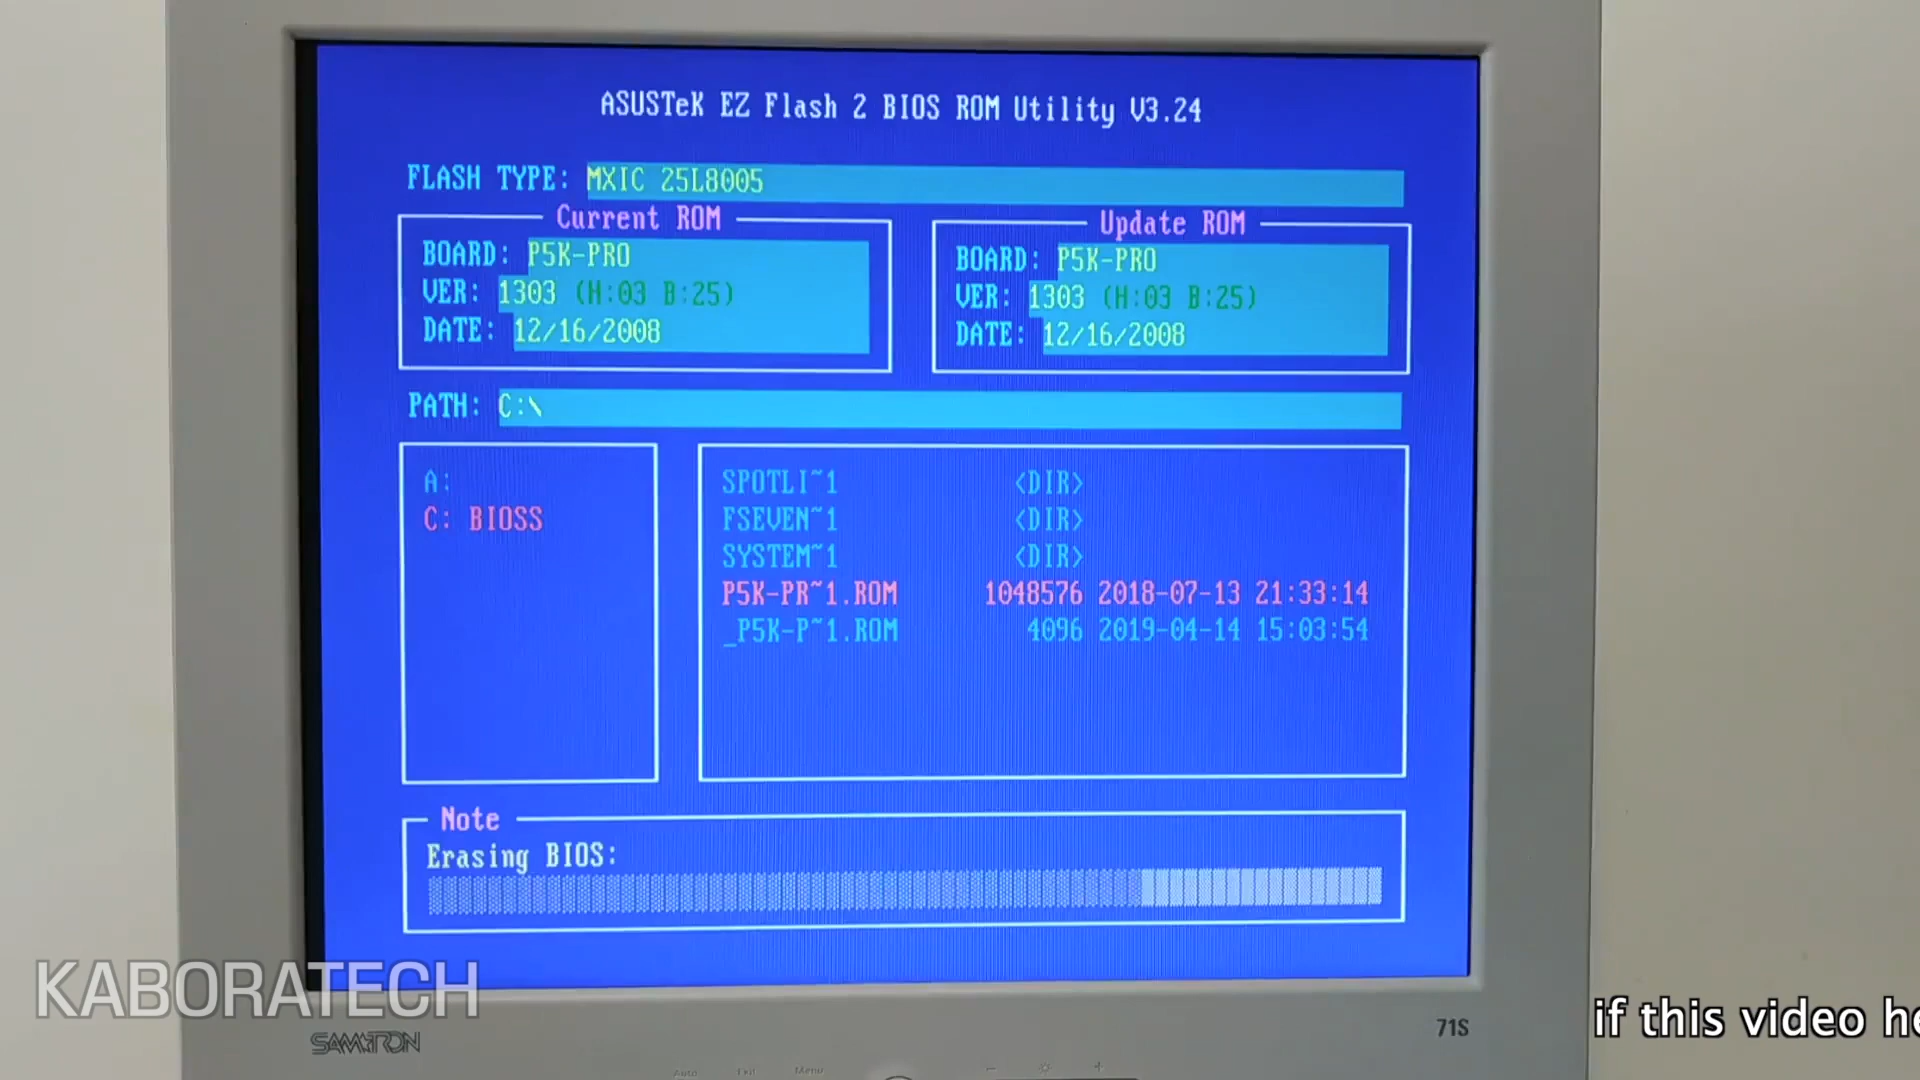 ASUSTeK EZ Flash 2 BIOS ROM Utility V3.24
FLASH TYPE: MXIC 25L8005
Current ROM
BOARD: P5K-PRO
VER: 1303 (H:03 B:25)
DATE: 12/16/2008
Update ROM
BOARD: P5K-PRO
VER: 1303 (H:03 B:25)
DATE: 12/16/2008
PATH: C:\
A:
C: BIOSS
SPOTLI~1 <DIR>
FSEVEN~1 <DIR>
SYSTEM~1 <DIR>
P5K-PR~1.ROM 1048576 2018-07-13 21:33:14
_P5K-P~1.ROM 4096 2019-04-14 15:03:54
Note
Erasing BIOS:
KABORATECH
SAMTRON
71S
if this video he
Auto Exit Menu - +